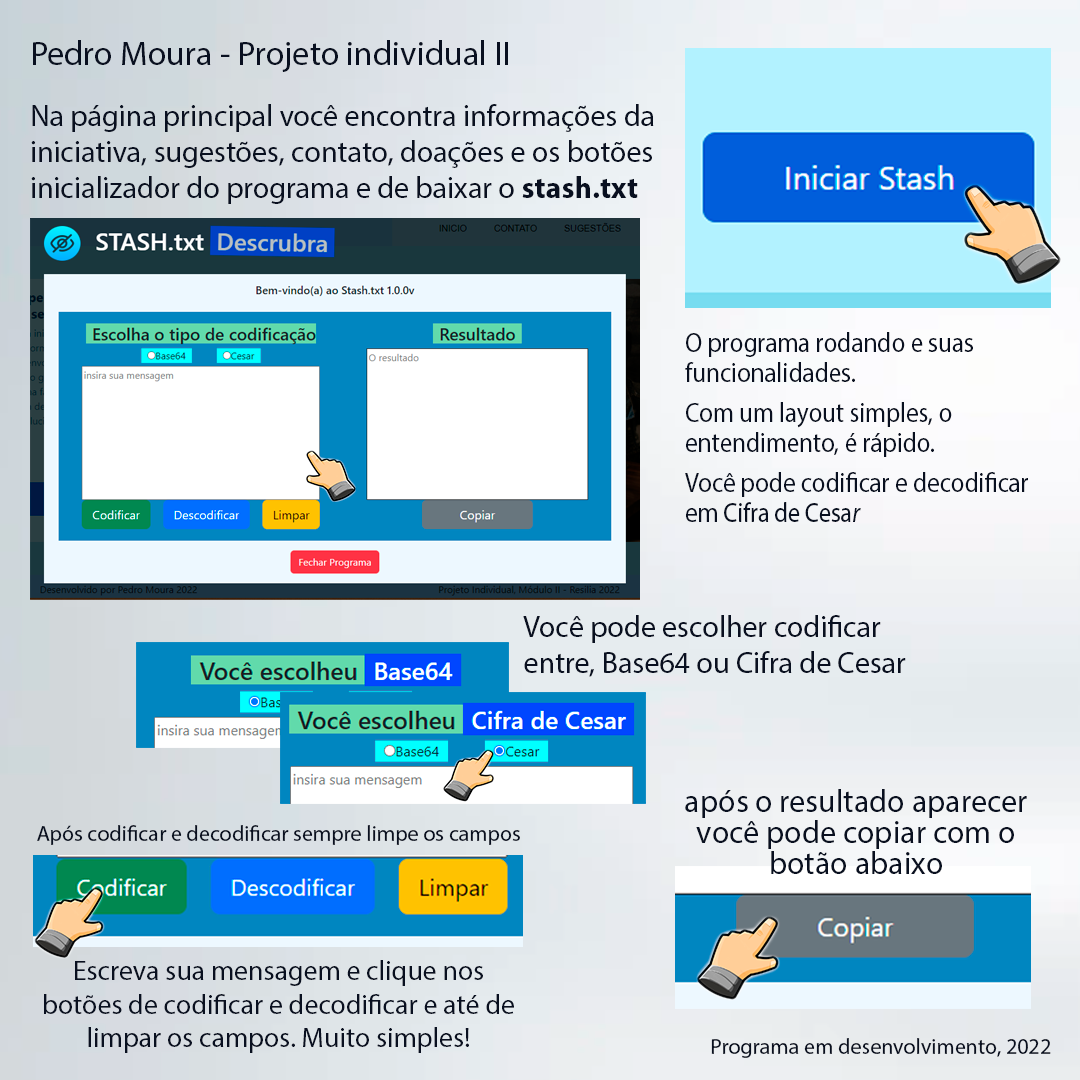 Pedro Moura - Projeto individual II
Na página principal você encontra informações da
iniciativa, sugestões, contato, doações e os botões
inicializador do programa e de baixar o stash.txt
Iniciar Stash
STASH.txt Descrubra
INICIO CONTATO SUGESTÕES
Bem-vindo(a) ao Stash.txt 1.0.0v
Escolha o tipo de codificação
Base64 Cesar
insira sua mensagem
Resultado
O resultado
Codificar Descodificar Limpar
Copiar
Fechar Programa
Desenvolvido por Pedro Moura 2022
Projeto Individual, Módulo II - Resilia 2022
O programa rodando e suas
funcionalidades.
Com um layout simples, o
entendimento, é rápido.
Você pode codificar e decodificar
em Cifra de Cesar
Você pode escolher codificar
entre, Base64 ou Cifra de Cesar
Você escolheu Base64
Bas
insira sua mensager
Você escolheu Cifra de Cesar
Base64 Cesar
insira sua mensagem
Após codificar e decodificar sempre limpe os campos
Codificar Descodificar Limpar
Escreva sua mensagem e clique nos
botões de codificar e decodificar e até de
limpar os campos. Muito simples!
após o resultado aparecer
você pode copiar com o
botão abaixo
Copiar
Programa em desenvolvimento, 2022